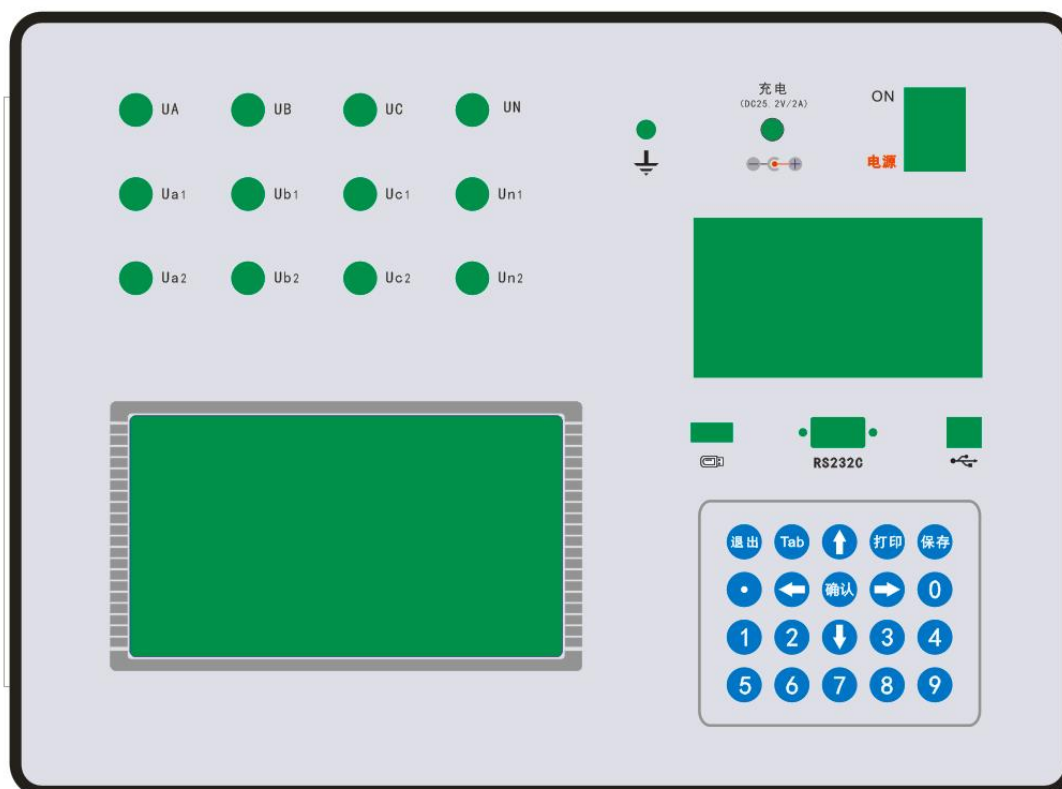 UA UB UC UN
充电
(DC25.2V/2A)
ON
电源
Ua1 Ub1 Uc1 Un1
Ua2 Ub2 Uc2 Un2
RS232C
退出 Tab 打印 保存
• 确认 0
1 2 3 4
5 6 7 8 9